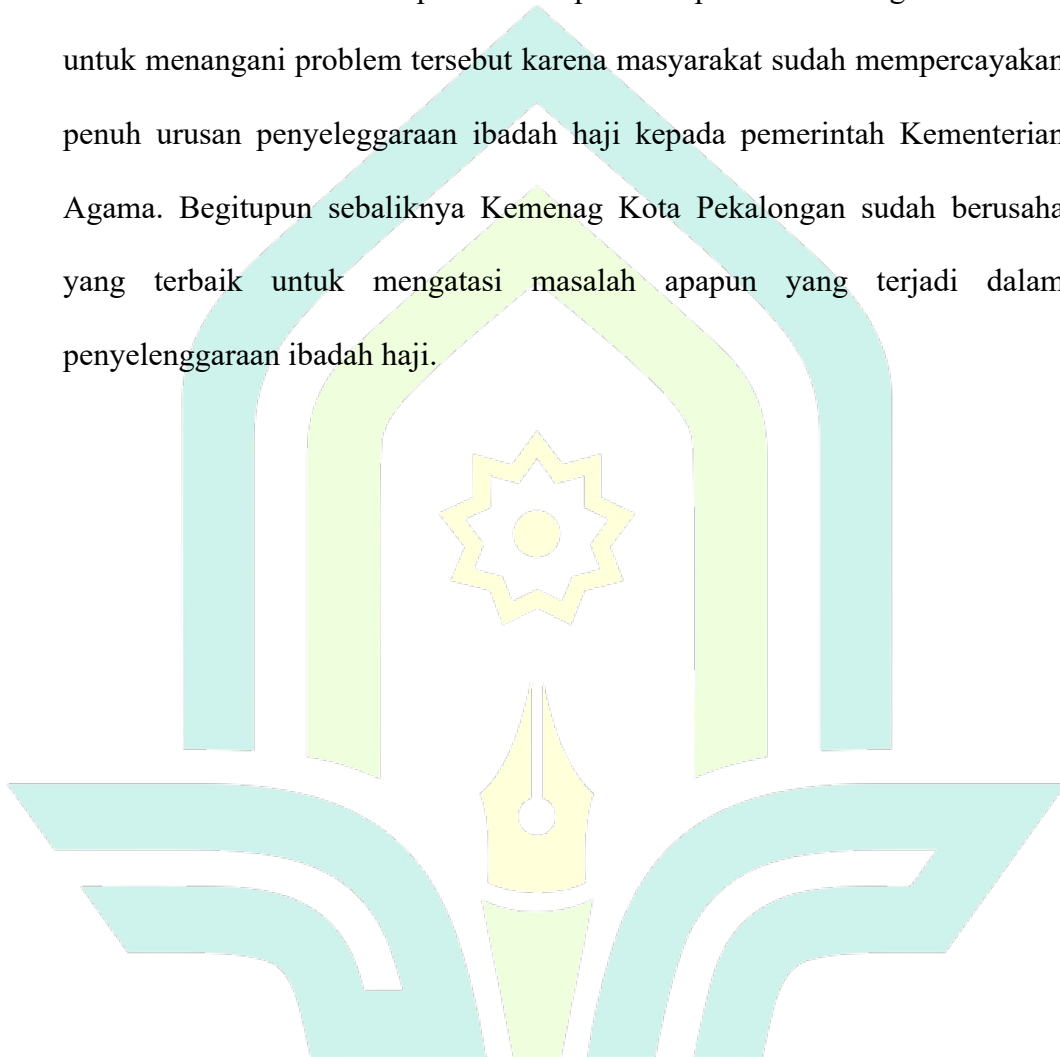 untuk menangani problem tersebut karena masyarakat sudah mempercayakan
penuh urusan penyeleggaraan ibadah haji kepada pemerintah Kementerian
Agama. Begitupun sebaliknya Kemenag Kota Pekalongan sudah berusaha
yang terbaik untuk mengatasi masalah apapun yang terjadi dalam
penyelenggaraan ibadah haji.